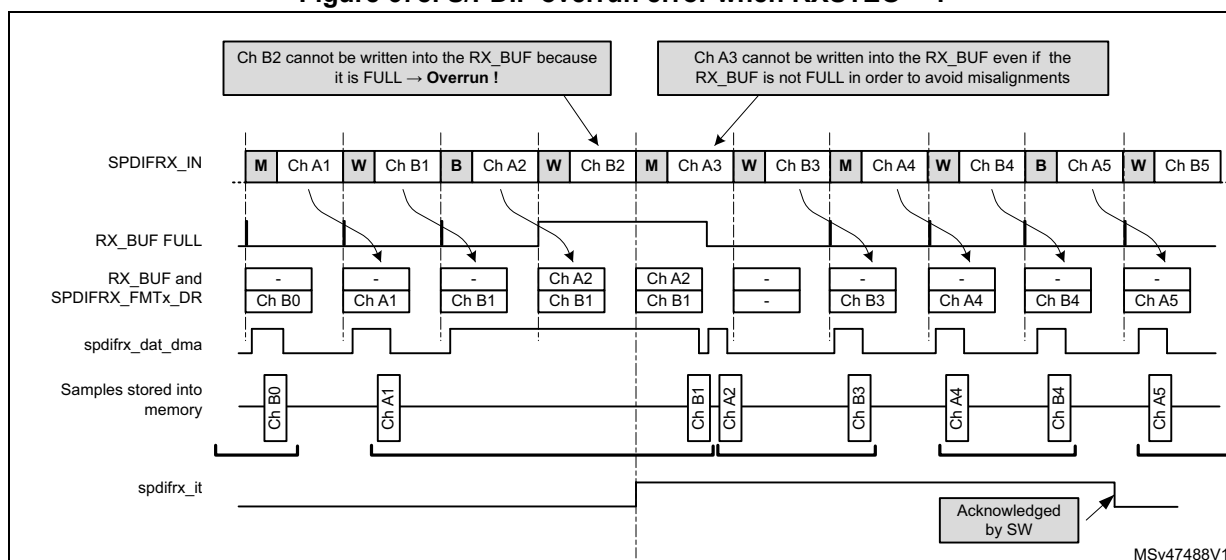 Ch B2 cannot be written into the RX_BUF because
it is FULL → Overrun !
Ch A3 cannot be written into the RX_BUF even if the
RX_BUF is not FULL in order to avoid misalignments
SPDIFRX_IN
M Ch A1 W Ch B1 B Ch A2 W Ch B2 M Ch A3 W Ch B3 M Ch A4 W Ch B4 B Ch A5 W Ch B5
RX_BUF FULL
RX_BUF and
SPDIFRX_FMTx_DR
- - - Ch A2 Ch A2 - - - - -
Ch B0 Ch A1 Ch B1 Ch B1 Ch B1 - Ch B3 Ch A4 Ch B4 Ch A5
spdifrx_dat_dma
Samples stored into
memory
Ch B0 Ch A1 Ch B1 Ch A2 Ch B3 Ch A4 Ch B4 Ch A5
spdifrx_it
Acknowledged
by SW
MSv47488V1